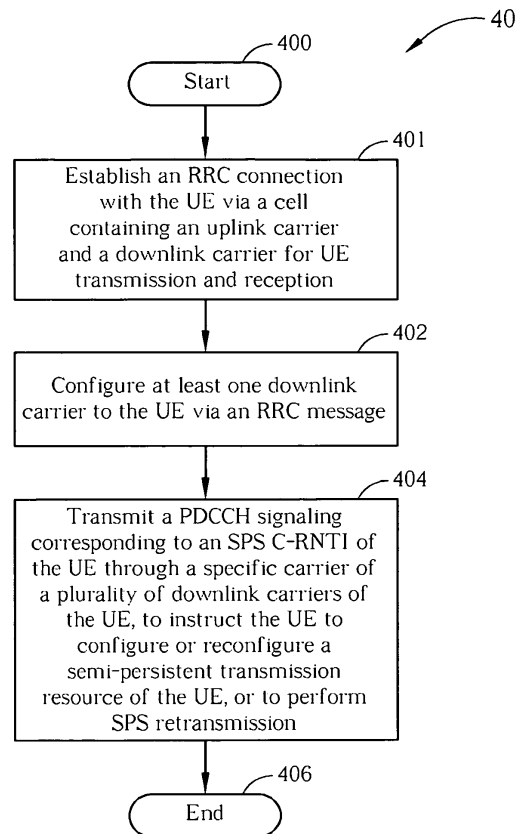 40
400
Start
401
Establish an RRC connection
with the UE via a cell
containing an uplink carrier
and a downlink carrier for UE
transmission and reception
402
Configure at least one downlink
carrier to the UE via an RRC message
404
Transmit a PDCCH signaling
corresponding to an SPS C-RNTI of
the UE through a specific carrier of
a plurality of downlink carriers of
the UE, to instruct the UE to
configure or reconfigure a
semi-persistent transmission
resource of the UE, or to perform
SPS retransmission
406
End